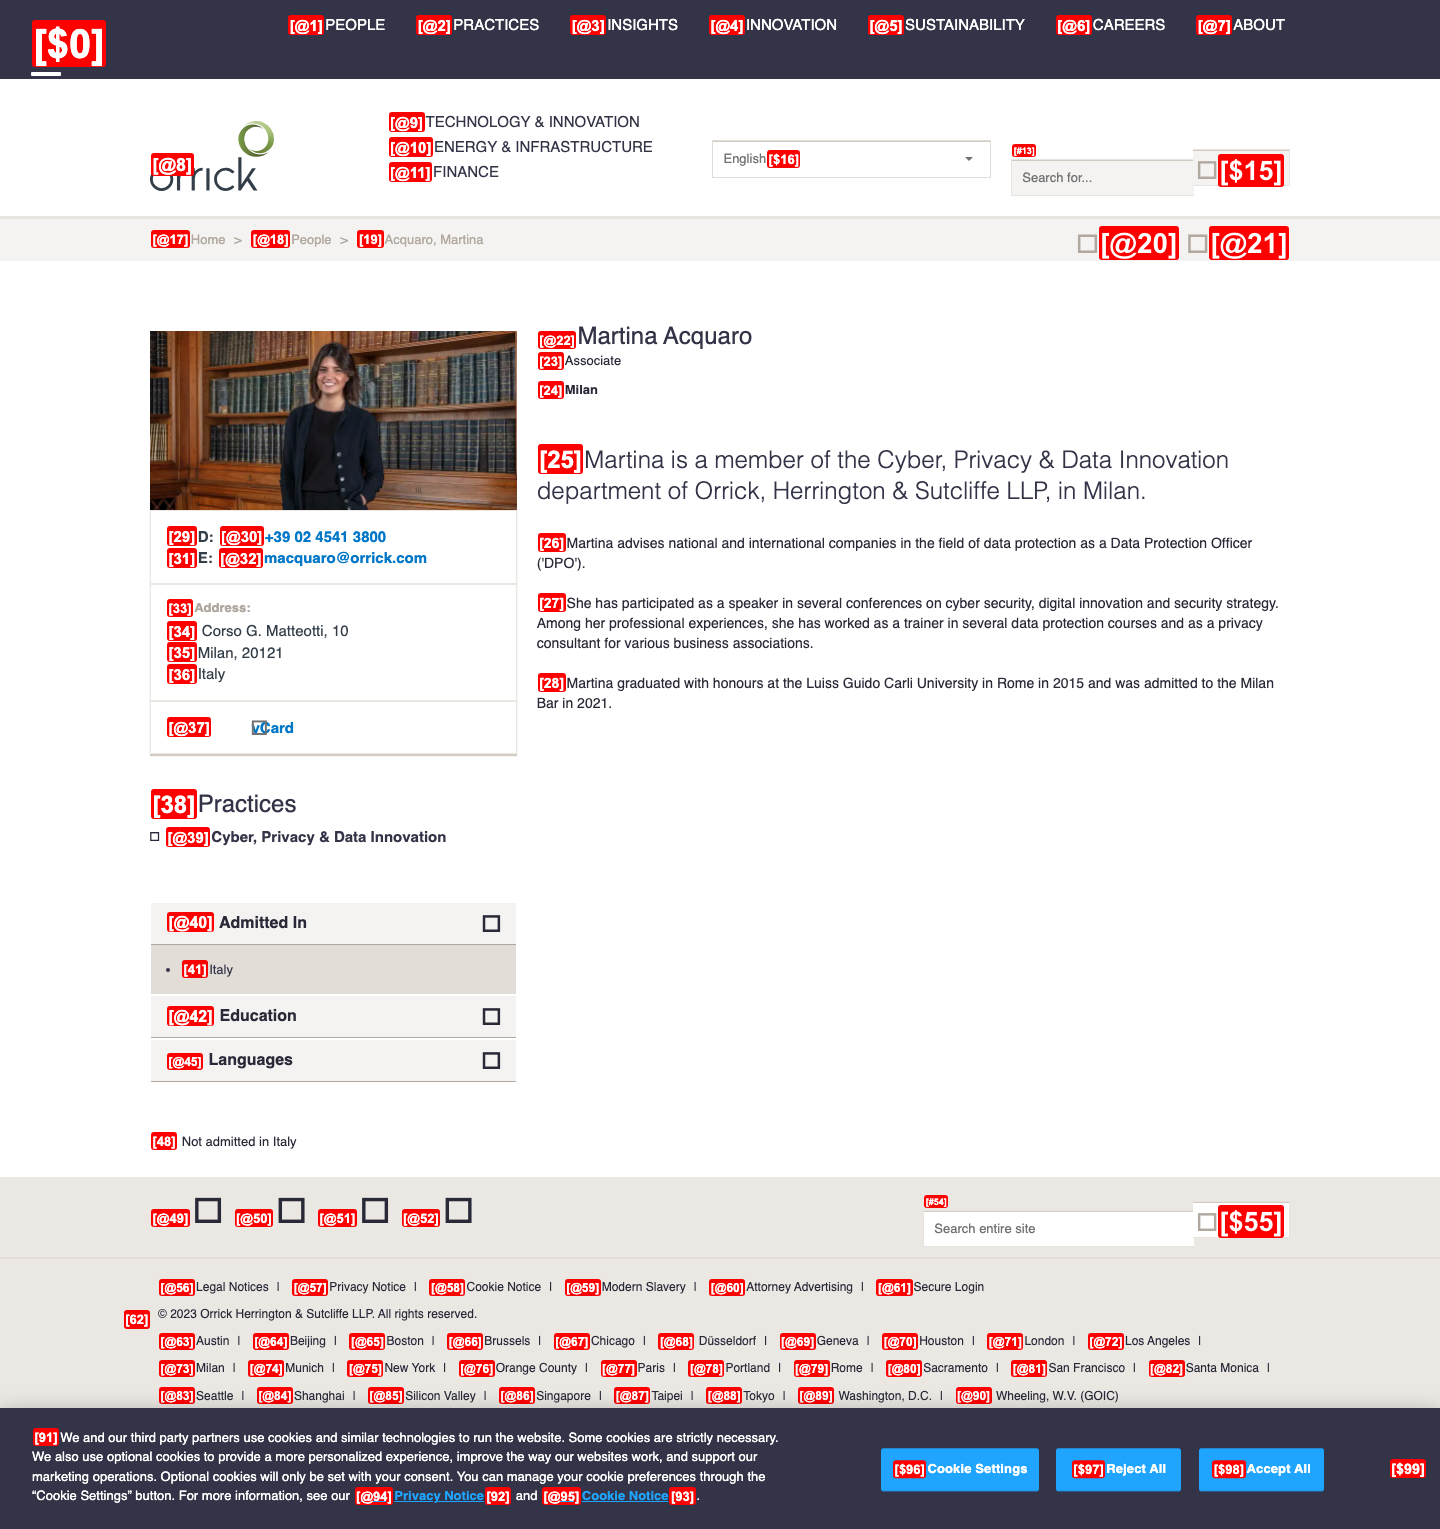 [$0]
[@1]PEOPLE [@2]PRACTICES [@3]INSIGHTS [@4]INNOVATION [@5]SUSTAINABILITY [@6]CAREERS [@7]ABOUT
[@8]
orrick
[@9]TECHNOLOGY & INNOVATION
[@10]ENERGY & INFRASTRUCTURE
[@11]FINANCE
English[$16]
[#13]
Search for...
[$15]
[@17]Home > [@18]People > [19]Acquaro, Martina
[@20] [@21]
[@22]Martina Acquaro
[23]Associate
[24]Milan
[25]Martina is a member of the Cyber, Privacy & Data Innovation
department of Orrick, Herrington & Sutcliffe LLP, in Milan.
[26]Martina advises national and international companies in the field of data protection as a Data Protection Officer
('DPO').
[27]She has participated as a speaker in several conferences on cyber security, digital innovation and security strategy.
Among her professional experiences, she has worked as a trainer in several data protection courses and as a privacy
consultant for various business associations.
[28]Martina graduated with honours at the Luiss Guido Carli University in Rome in 2015 and was admitted to the Milan
Bar in 2021.
[29]D: [@30]+39 02 4541 3800
[31]E: [@32]macquaro@orrick.com
[33]Address:
[34] Corso G. Matteotti, 10
[35]Milan, 20121
[36]Italy
[@37] vCard
[38]Practices
[@39]Cyber, Privacy & Data Innovation
[@40] Admitted In
• [41]Italy
[@42] Education
[@45] Languages
[48] Not admitted in Italy
[@49] [@50] [@51] [@52]
[#54]
Search entire site
[$55]
[@56]Legal Notices | [@57]Privacy Notice | [@58]Cookie Notice | [@59]Modern Slavery | [@60]Attorney Advertising | [@61]Secure Login
[62] © 2023 Orrick Herrington & Sutcliffe LLP. All rights reserved.
[@63]Austin | [@64]Beijing | [@65]Boston | [@66]Brussels | [@67]Chicago | [@68] Düsseldorf | [@69]Geneva | [@70]Houston | [@71]London | [@72]Los Angeles |
[@73]Milan | [@74]Munich | [@75]New York | [@76]Orange County | [@77]Paris | [@78]Portland | [@79]Rome | [@80]Sacramento | [@81]San Francisco | [@82]Santa Monica |
[@83]Seattle | [@84]Shanghai | [@85]Silicon Valley | [@86]Singapore | [@87]Taipei | [@88]Tokyo | [@89] Washington, D.C. | [@90] Wheeling, W.V. (GOIC)
[91]We and our third party partners use cookies and similar technologies to run the website. Some cookies are strictly necessary.
We also use optional cookies to provide a more personalized experience, improve the way our websites work, and support our
marketing operations. Optional cookies will only be set with your consent. You can manage your cookie preferences through the
“Cookie Settings” button. For more information, see our [@94]Privacy Notice[92] and [@95]Cookie Notice[93].
[$96]Cookie Settings [$97]Reject All [$98]Accept All [$99]